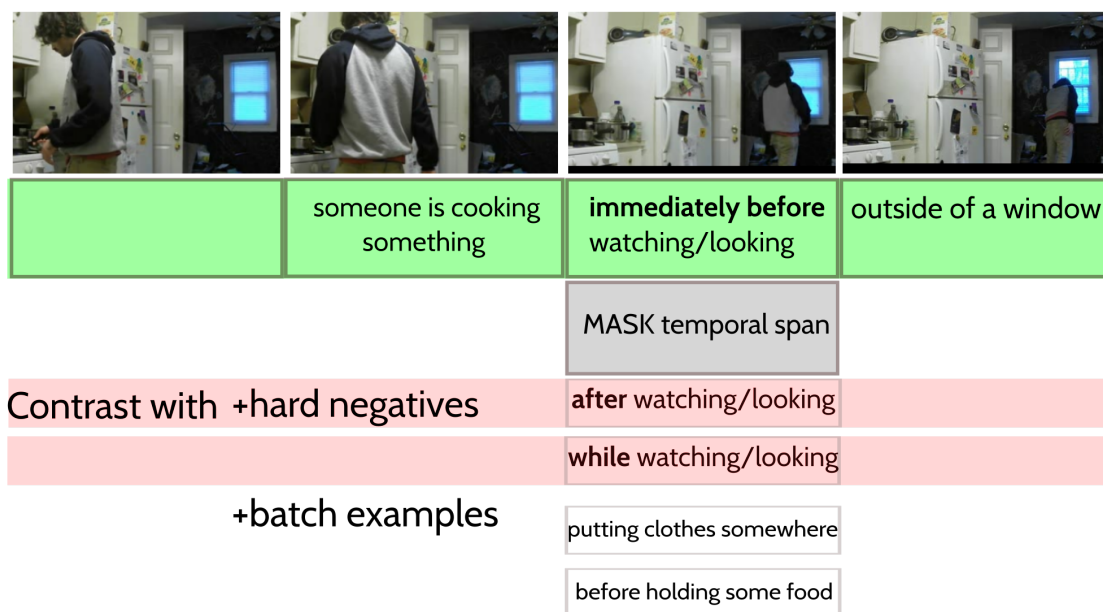 someone is cooking
something
immediately before
watching/looking
outside of a window
MASK temporal span
Contrast with +hard negatives
after watching/looking
while watching/looking
+batch examples
putting clothes somewhere
before holding some food